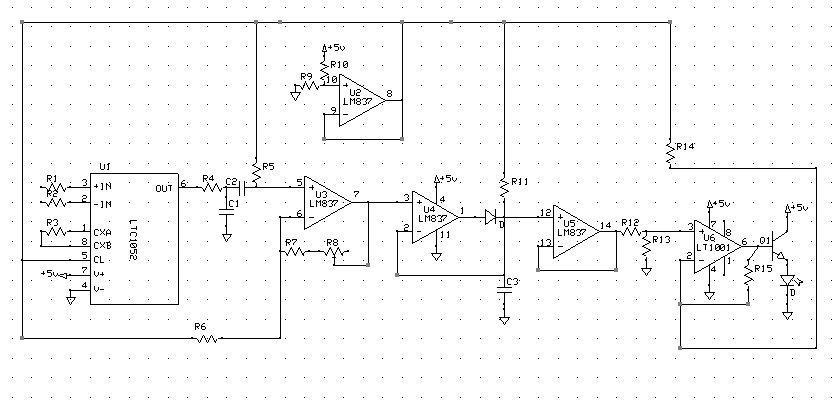 +5v
R10
R9
10
U2
LM837
8
9
R14
U1
R5
R1
3
+IN
OUT
6
R4
C2
5
U3
LM837
7
+5v
R11
R2
2
-IN
C1
6
3
4
U4
LM837
1
D
12
U5
LM837
14
R12
+5v
+5v
R3
1
CXA
8
CXB
LTC1052
R7
R8
2
11
13
R13
3
7
8
U6
LT1001
6
Q1
5
CL
+5v
7
V+
4
V-
C3
2
4
1
R15
D
R6